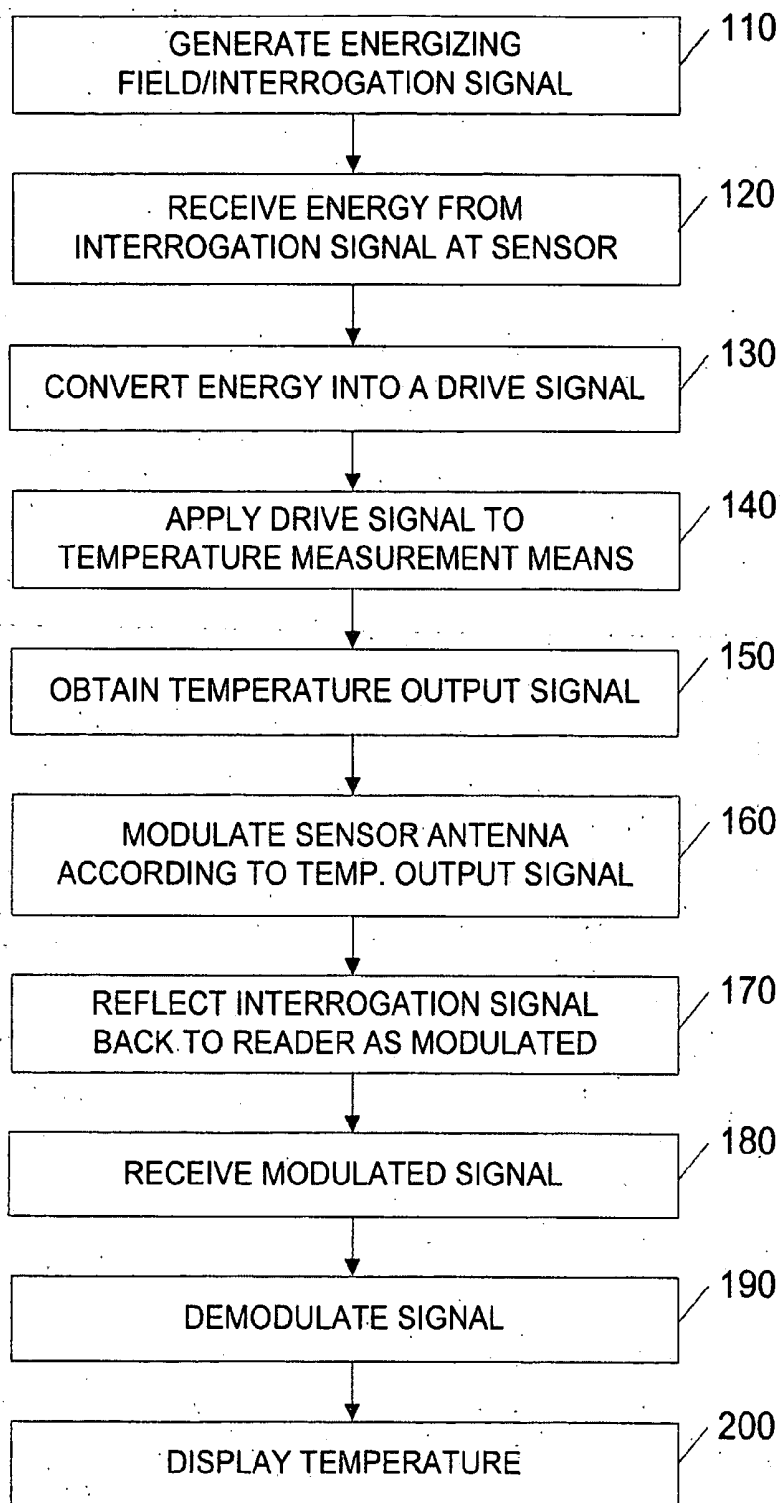 110
GENERATE ENERGIZING
FIELD/INTERROGATION SIGNAL
120
RECEIVE ENERGY FROM
INTERROGATION SIGNAL AT SENSOR
130
CONVERT ENERGY INTO A DRIVE SIGNAL
140
APPLY DRIVE SIGNAL TO
TEMPERATURE MEASUREMENT MEANS
150
OBTAIN TEMPERATURE OUTPUT SIGNAL
160
MODULATE SENSOR ANTENNA
ACCORDING TO TEMP. OUTPUT SIGNAL
170
REFLECT INTERROGATION SIGNAL
BACK TO READER AS MODULATED
180
RECEIVE MODULATED SIGNAL
190
DEMODULATE SIGNAL
200
DISPLAY TEMPERATURE